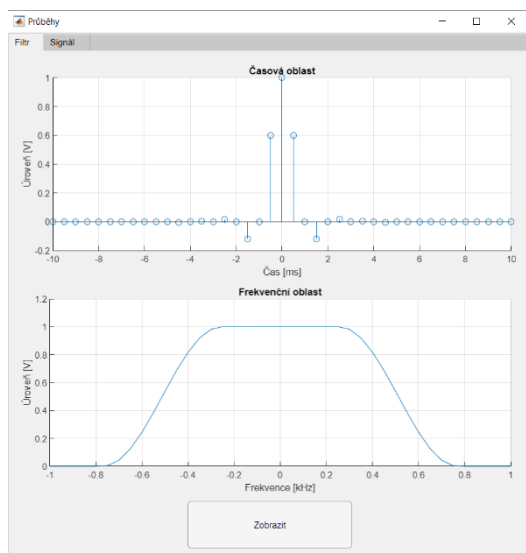 Průběhy
Filtr Signál
Časová oblast
Úroveň [V]
1
0.8
0.6
0.4
0.2
0
-0.2
-10 -8 -6 -4 -2 0 2 4 6 8 10
Čas [ms]
Frekvenční oblast
Úroveň [V]
1.2
1
0.8
0.6
0.4
0.2
0
-1 -0.8 -0.6 -0.4 -0.2 0 0.2 0.4 0.6 0.8 1
Frekvence [kHz]
Zobrazit